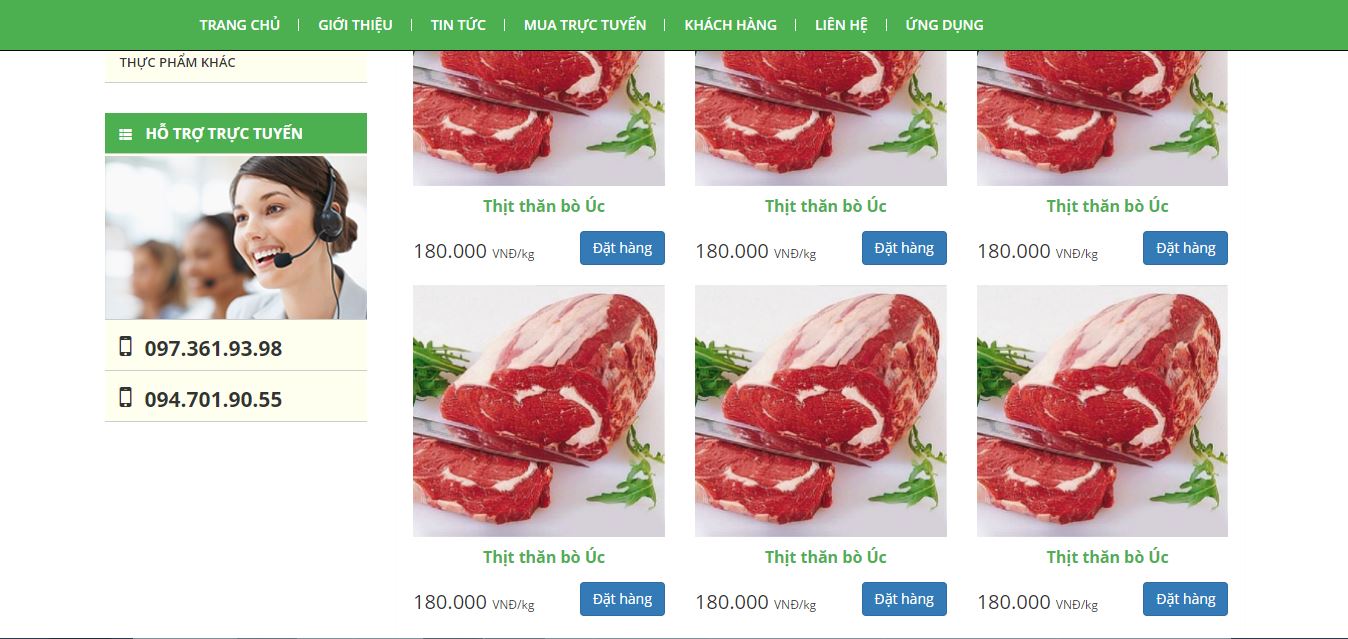 TRANG CHỦ GIỚI THIỆU TIN TỨC MUA TRỰC TUYẾN KHÁCH HÀNG LIÊN HỆ ỨNG DỤNG
THỰC PHẨM KHÁC
HỖ TRỢ TRỰC TUYẾN
097.361.93.98
094.701.90.55
Thịt thăn bò Úc Thịt thăn bò Úc Thịt thăn bò Úc
180.000 VNĐ/kg Đặt hàng 180.000 VNĐ/kg Đặt hàng 180.000 VNĐ/kg Đặt hàng
Thịt thăn bò Úc Thịt thăn bò Úc Thịt thăn bò Úc
180.000 VNĐ/kg Đặt hàng 180.000 VNĐ/kg Đặt hàng 180.000 VNĐ/kg Đặt hàng